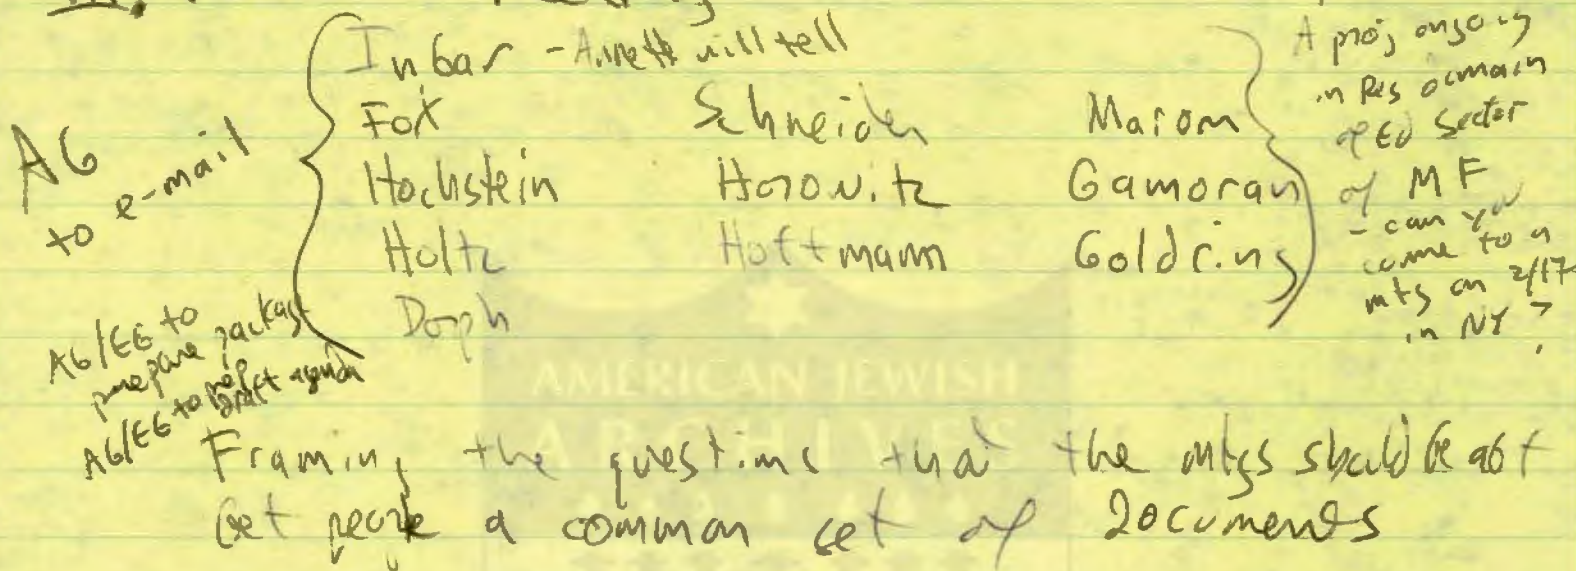 AG
to e-mail
Inbar - Annette will tell
Fox Schneider Marom
Hochstein Horowitz Gamoran
Holtz Hoffmann Goldring
Dorph
A proj ongoing
in Res domain
of Ed Sector
of MF
- can you
come to a
mtg on 2/17
in NY?
AG/EG to
prepare package
AG/EG to prep
draft agenda
Framing the questions that the mtgs should be abt
Get people a common set of documents
AMERICAN JEWISH
ARCHIVES